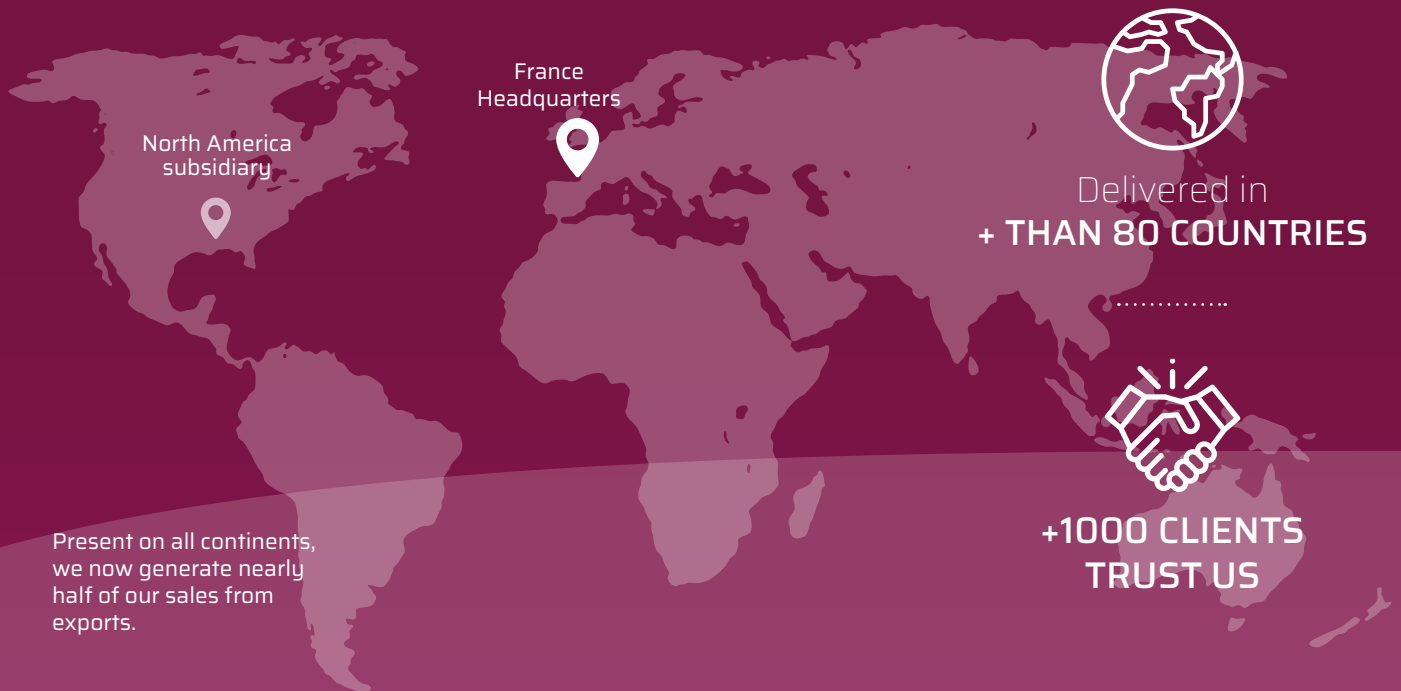 France
Headquarters
North America
subsidiary
Delivered in
+ THAN 80 COUNTRIES
+1000 CLIENTS
TRUST US
Present on all continents,
we now generate nearly
half of our sales from
exports.